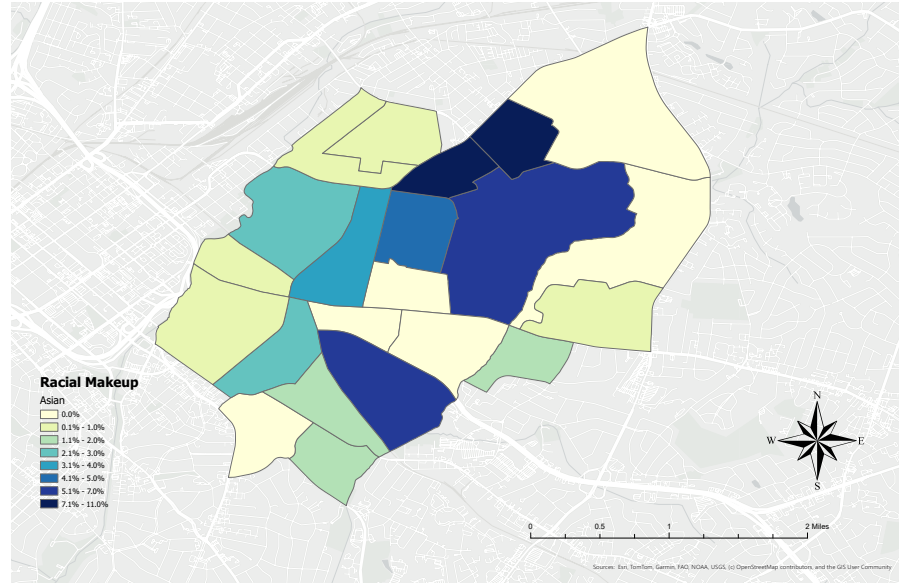 Racial Makeup
Asian
0.0%
0.1% - 1.0%
1.1% - 2.0%
2.1% - 3.0%
3.1% - 4.0%
4.1% - 5.0%
5.1% - 7.0%
7.1% - 11.0%
N
W
E
S
0 0.5 1 2 Miles
Sources: Esri, TomTom, Garmin, FAO, NOAA, USGS, (c) OpenStreetMap contributors, and the GIS User Community